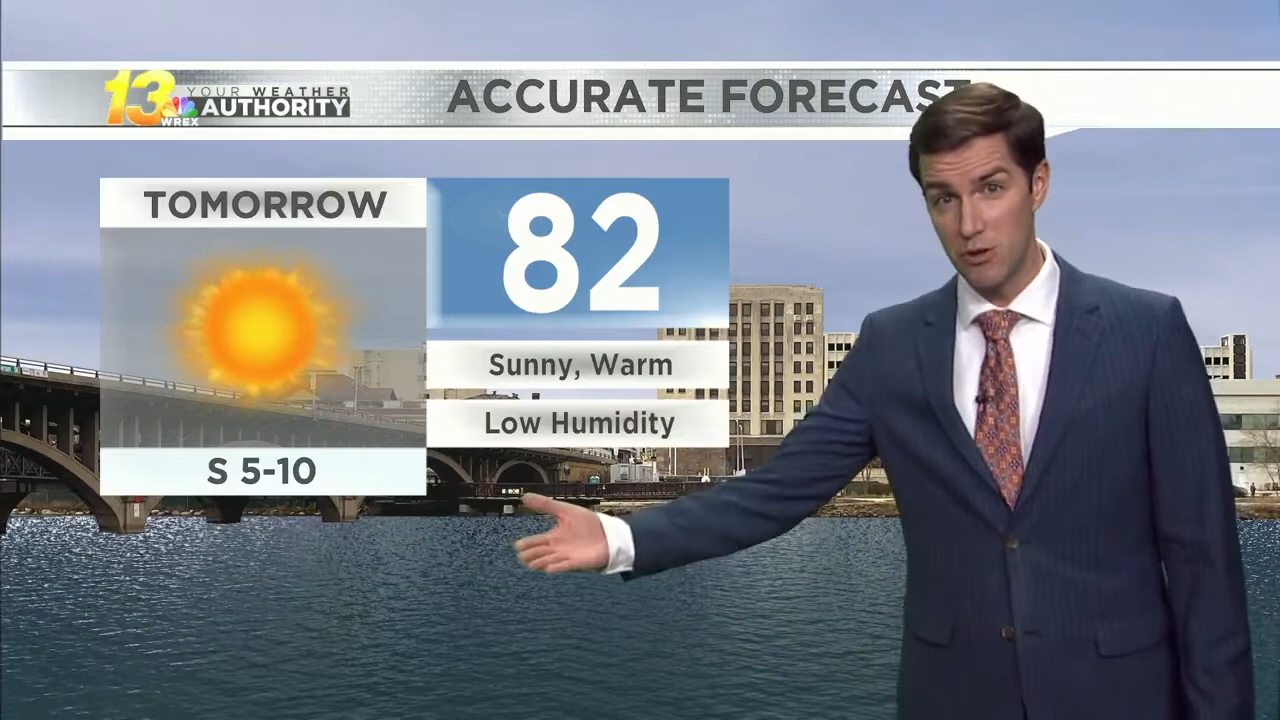 13 WREX
YOUR WEATHER
AUTHORITY
ACCURATE FORECAST
TOMORROW
82
Sunny, Warm
Low Humidity
S 5-10